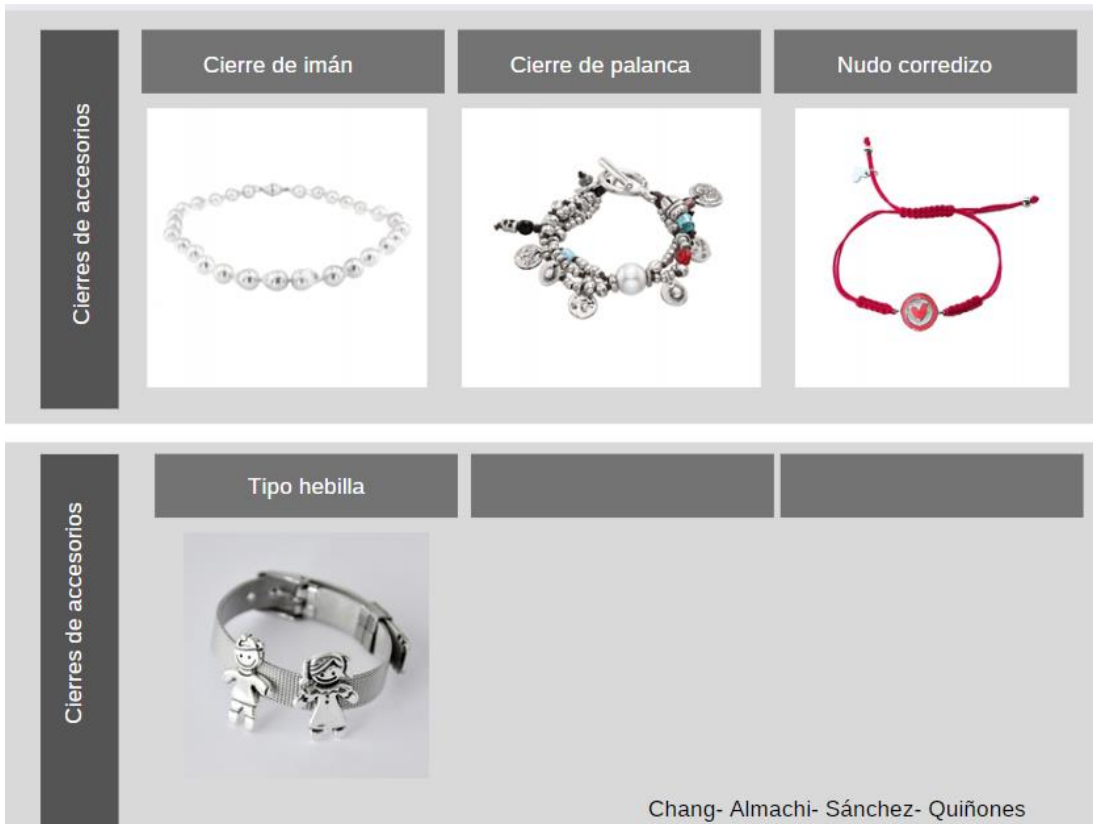 Cierres de accesorios
Cierre de imán
Cierre de palanca
Nudo corredizo
Cierres de accesorios
Tipo hebilla
Chang- Almachi- Sánchez- Quiñones